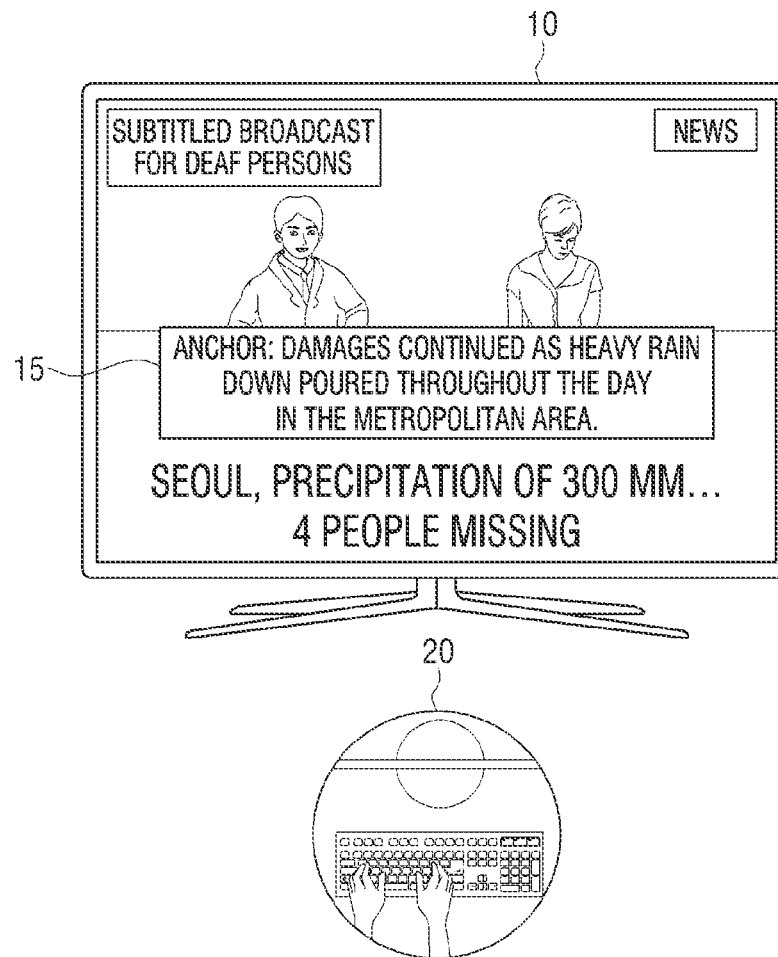 10
SUBTITLED BROADCAST
FOR DEAF PERSONS
NEWS
15
ANCHOR: DAMAGES CONTINUED AS HEAVY RAIN
DOWN POURED THROUGHOUT THE DAY
IN THE METROPOLITAN AREA.
SEOUL, PRECIPITATION OF 300 MM...
4 PEOPLE MISSING
20